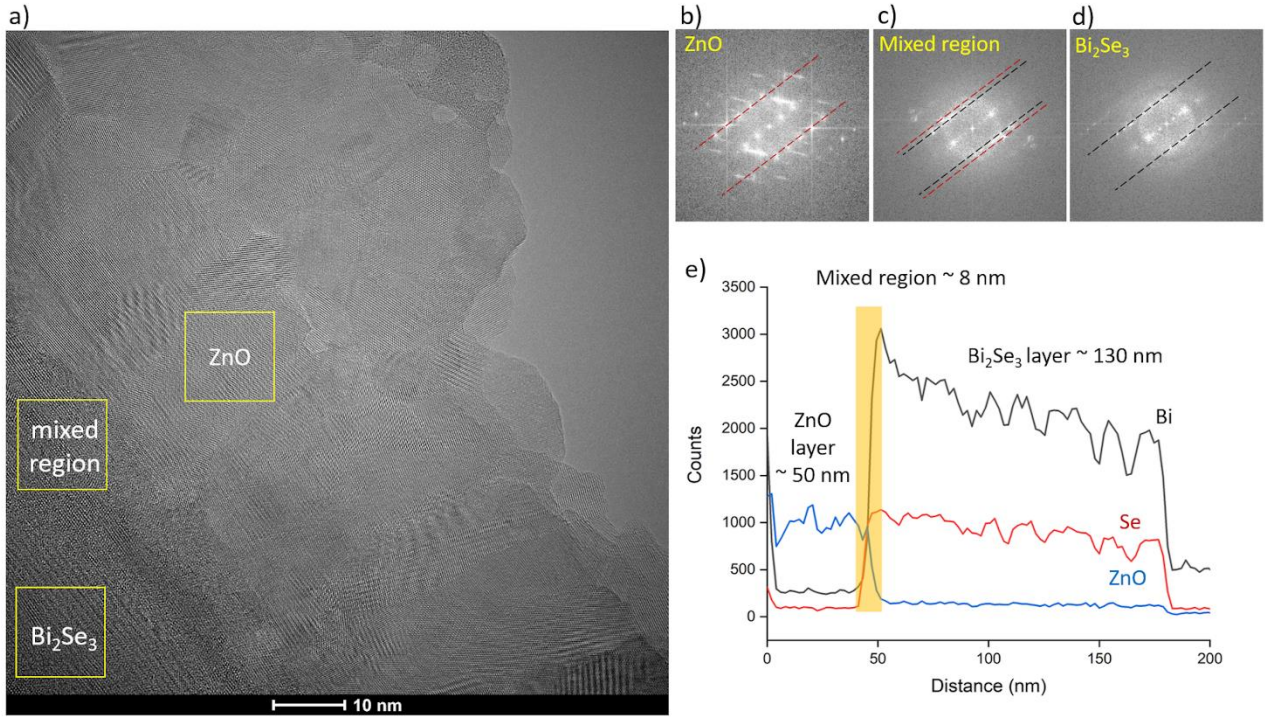 a)
ZnO
mixed
region
Bi₂Se₃
10 nm
b)
ZnO
c)
Mixed region
d)
Bi₂Se₃
e)
Mixed region ~ 8 nm
Bi₂Se₃ layer ~ 130 nm
ZnO
layer
~ 50 nm
Bi
Se
ZnO
Counts
3500
3000
2500
2000
1500
1000
500
0
0 50 100 150 200
Distance (nm)